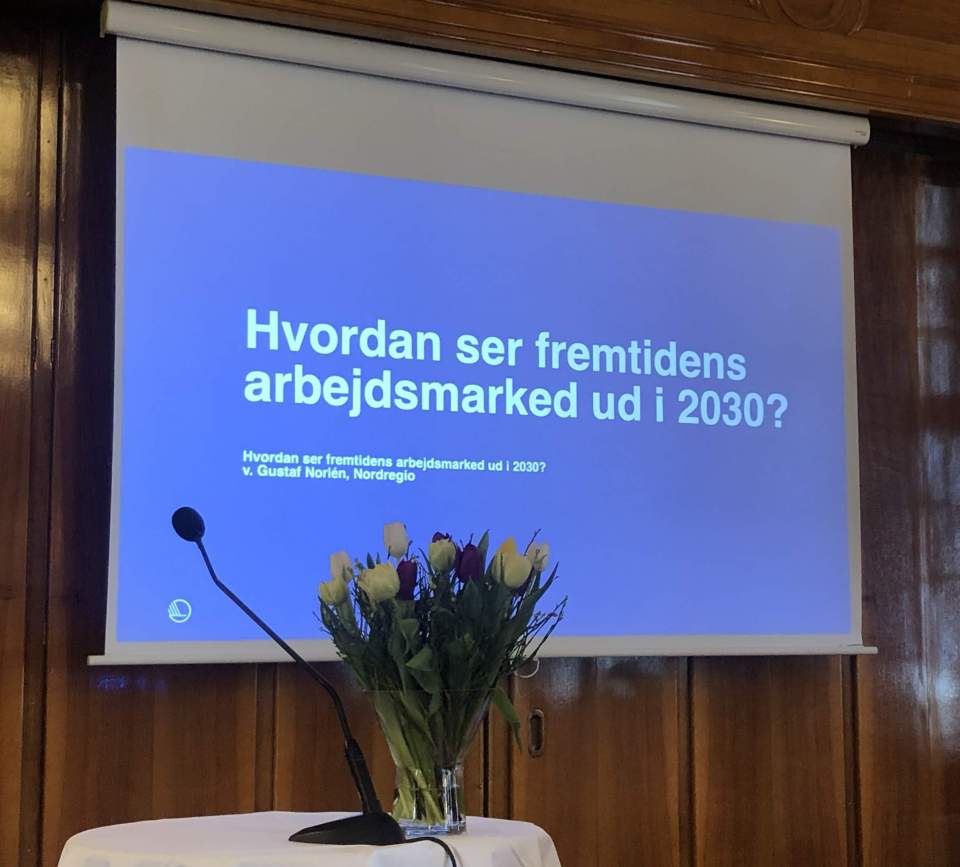 Hvordan ser fremtidens
arbejdsmarked ud i 2030?
Hvordan ser fremtidens arbejdsmarked ud i 2030?
v. Gustaf Norlén, Nordregio